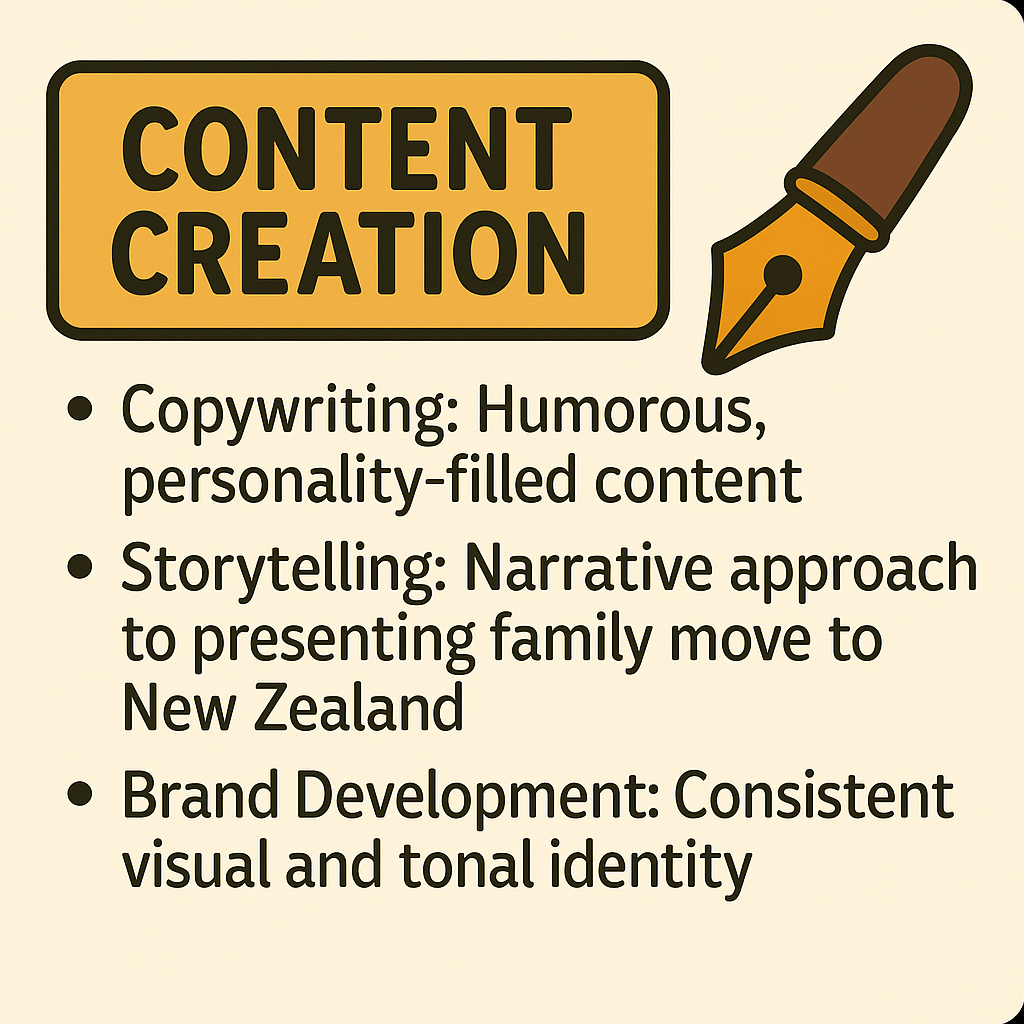 CONTENT
CREATION
• Copywriting: Humorous,
personality-filled content
• Storytelling: Narrative approach
to presenting family move to
New Zealand
• Brand Development: Consistent
visual and tonal identity